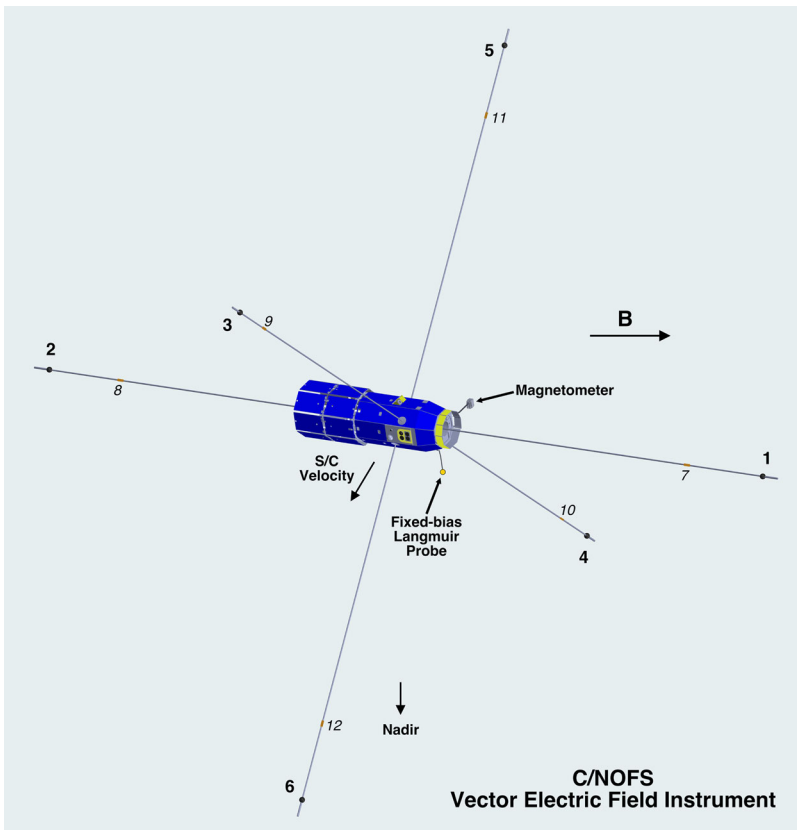 5
11
B
3
9
2
8
Magnetometer
S/C
Velocity
1
7
10
Fixed-bias
Langmuir
Probe
4
12
Nadir
6
C/NOFS
Vector Electric Field Instrument